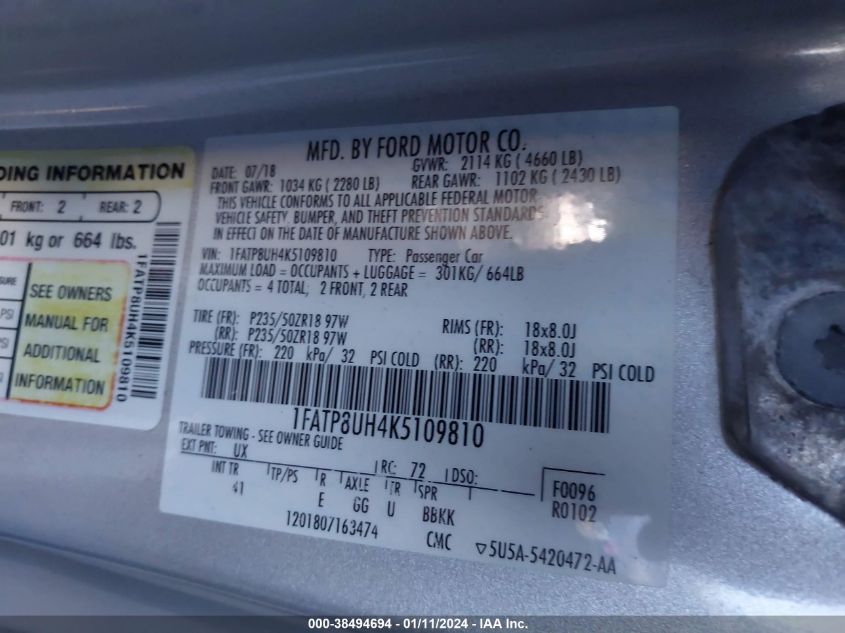 DING INFORMATION
FRONT: 2 REAR: 2
01 kg or 664 lbs.
SURE
PSI
PSI
SEE OWNERS
MANUAL FOR
ADDITIONAL
INFORMATION
1FATP8UH4K5109810
MFD. BY FORD MOTOR CO.
DATE: 07/18 GVWR: 2114 KG ( 4660 LB)
FRONT GAWR: 1034 KG ( 2280 LB) REAR GAWR: 1102 KG ( 2430 LB)
THIS VEHICLE CONFORMS TO ALL APPLICABLE FEDERAL MOTOR
VEHICLE SAFETY, BUMPER, AND THEFT PREVENTION STANDARDS
IN EFFECT ON THE DATE OF MANUFACTURE SHOWN ABOVE.
VIN: 1FATP8UH4K5109810 TYPE: Passenger Car
MAXIMUM LOAD = OCCUPANTS + LUGGAGE = 301KG/ 664LB
OCCUPANTS = 4 TOTAL, 2 FRONT, 2 REAR
TIRE (FR): P235/50ZR18 97W RIMS (FR): 18x8.0J
(RR): P235/50ZR18 97W (RR): 18x8.0J
PRESSURE (FR): 220 kPa/ 32 PSI COLD (RR): 220 kPa/ 32 PSI COLD
1FATP8UH4K5109810
TRAILER TOWING - SEE OWNER GUIDE
EXT PNT: UX RC: 72 DSO:
INT TR TP/PS R AXLE TR SPR F0096
41 E GG U BBKK R0102
120180716 3474 CMC ▽5U5A-5420472-AA
000-38494694 - 01/11/2024 - IAA Inc.